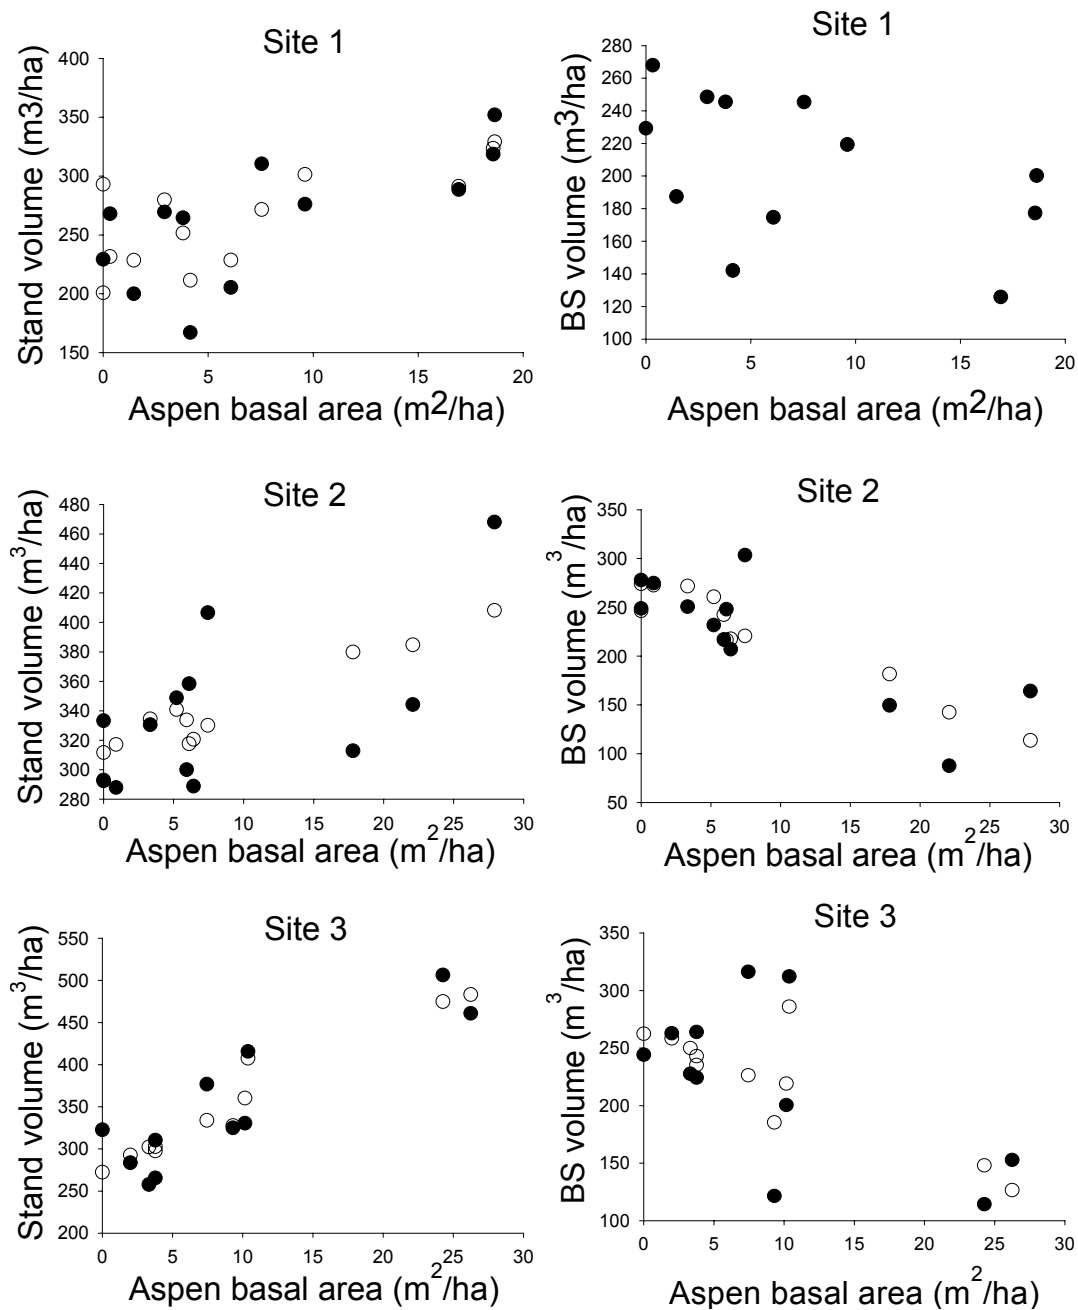 Site 1
Stand volume (m3/ha)
400
350
300
250
200
150
0 5 10 15 20
Aspen basal area (m2/ha)
Site 1
BS volume (m3/ha)
280
260
240
220
200
180
160
140
120
100
0 5 10 15 20
Aspen basal area (m2/ha)
Site 2
Stand volume (m3/ha)
480
460
440
420
400
380
360
340
320
300
280
0 5 10 15 20 25 30
Aspen basal area (m2/ha)
Site 2
BS volume (m3/ha)
350
300
250
200
150
100
50
0 5 10 15 20 25 30
Aspen basal area (m2/ha)
Site 3
Stand volume (m3/ha)
550
500
450
400
350
300
250
200
0 5 10 15 20 25 30
Aspen basal area (m2/ha)
Site 3
BS volume (m3/ha)
350
300
250
200
150
100
0 5 10 15 20 25 30
Aspen basal area (m2/ha)